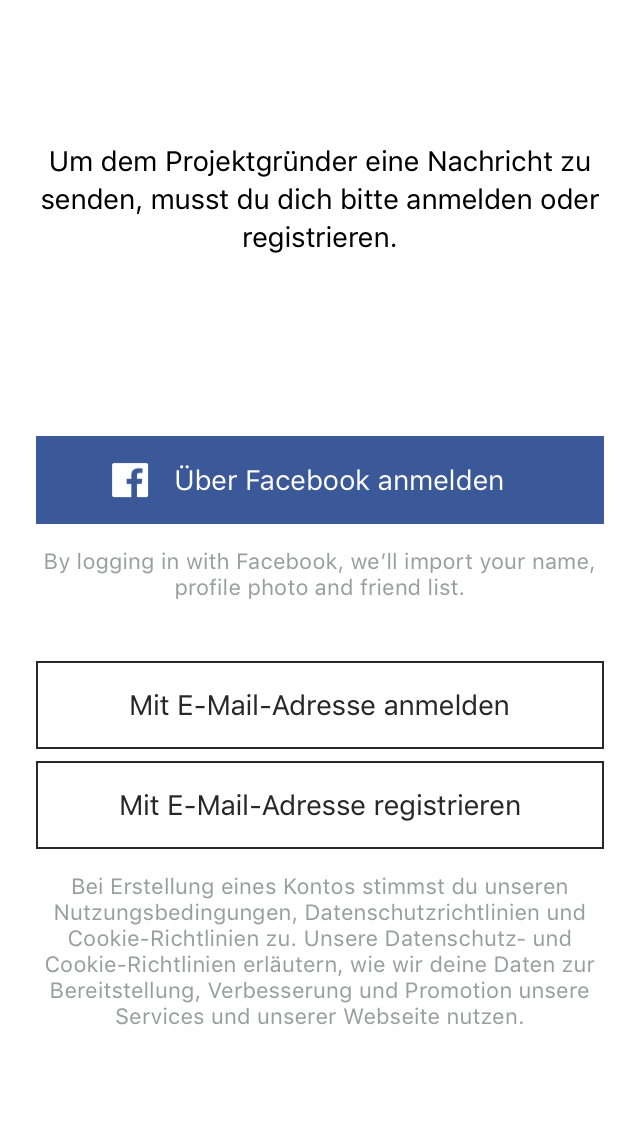 Um dem Projektgründer eine Nachricht zu
senden, musst du dich bitte anmelden oder
registrieren.
Über Facebook anmelden
By logging in with Facebook, we’ll import your name,
profile photo and friend list.
Mit E-Mail-Adresse anmelden
Mit E-Mail-Adresse registrieren
Bei Erstellung eines Kontos stimmst du unseren
Nutzungsbedingungen, Datenschutzrichtlinien und
Cookie-Richtlinien zu. Unsere Datenschutz- und
Cookie-Richtlinien erläutern, wie wir deine Daten zur
Bereitstellung, Verbesserung und Promotion unsere
Services und unserer Webseite nutzen.